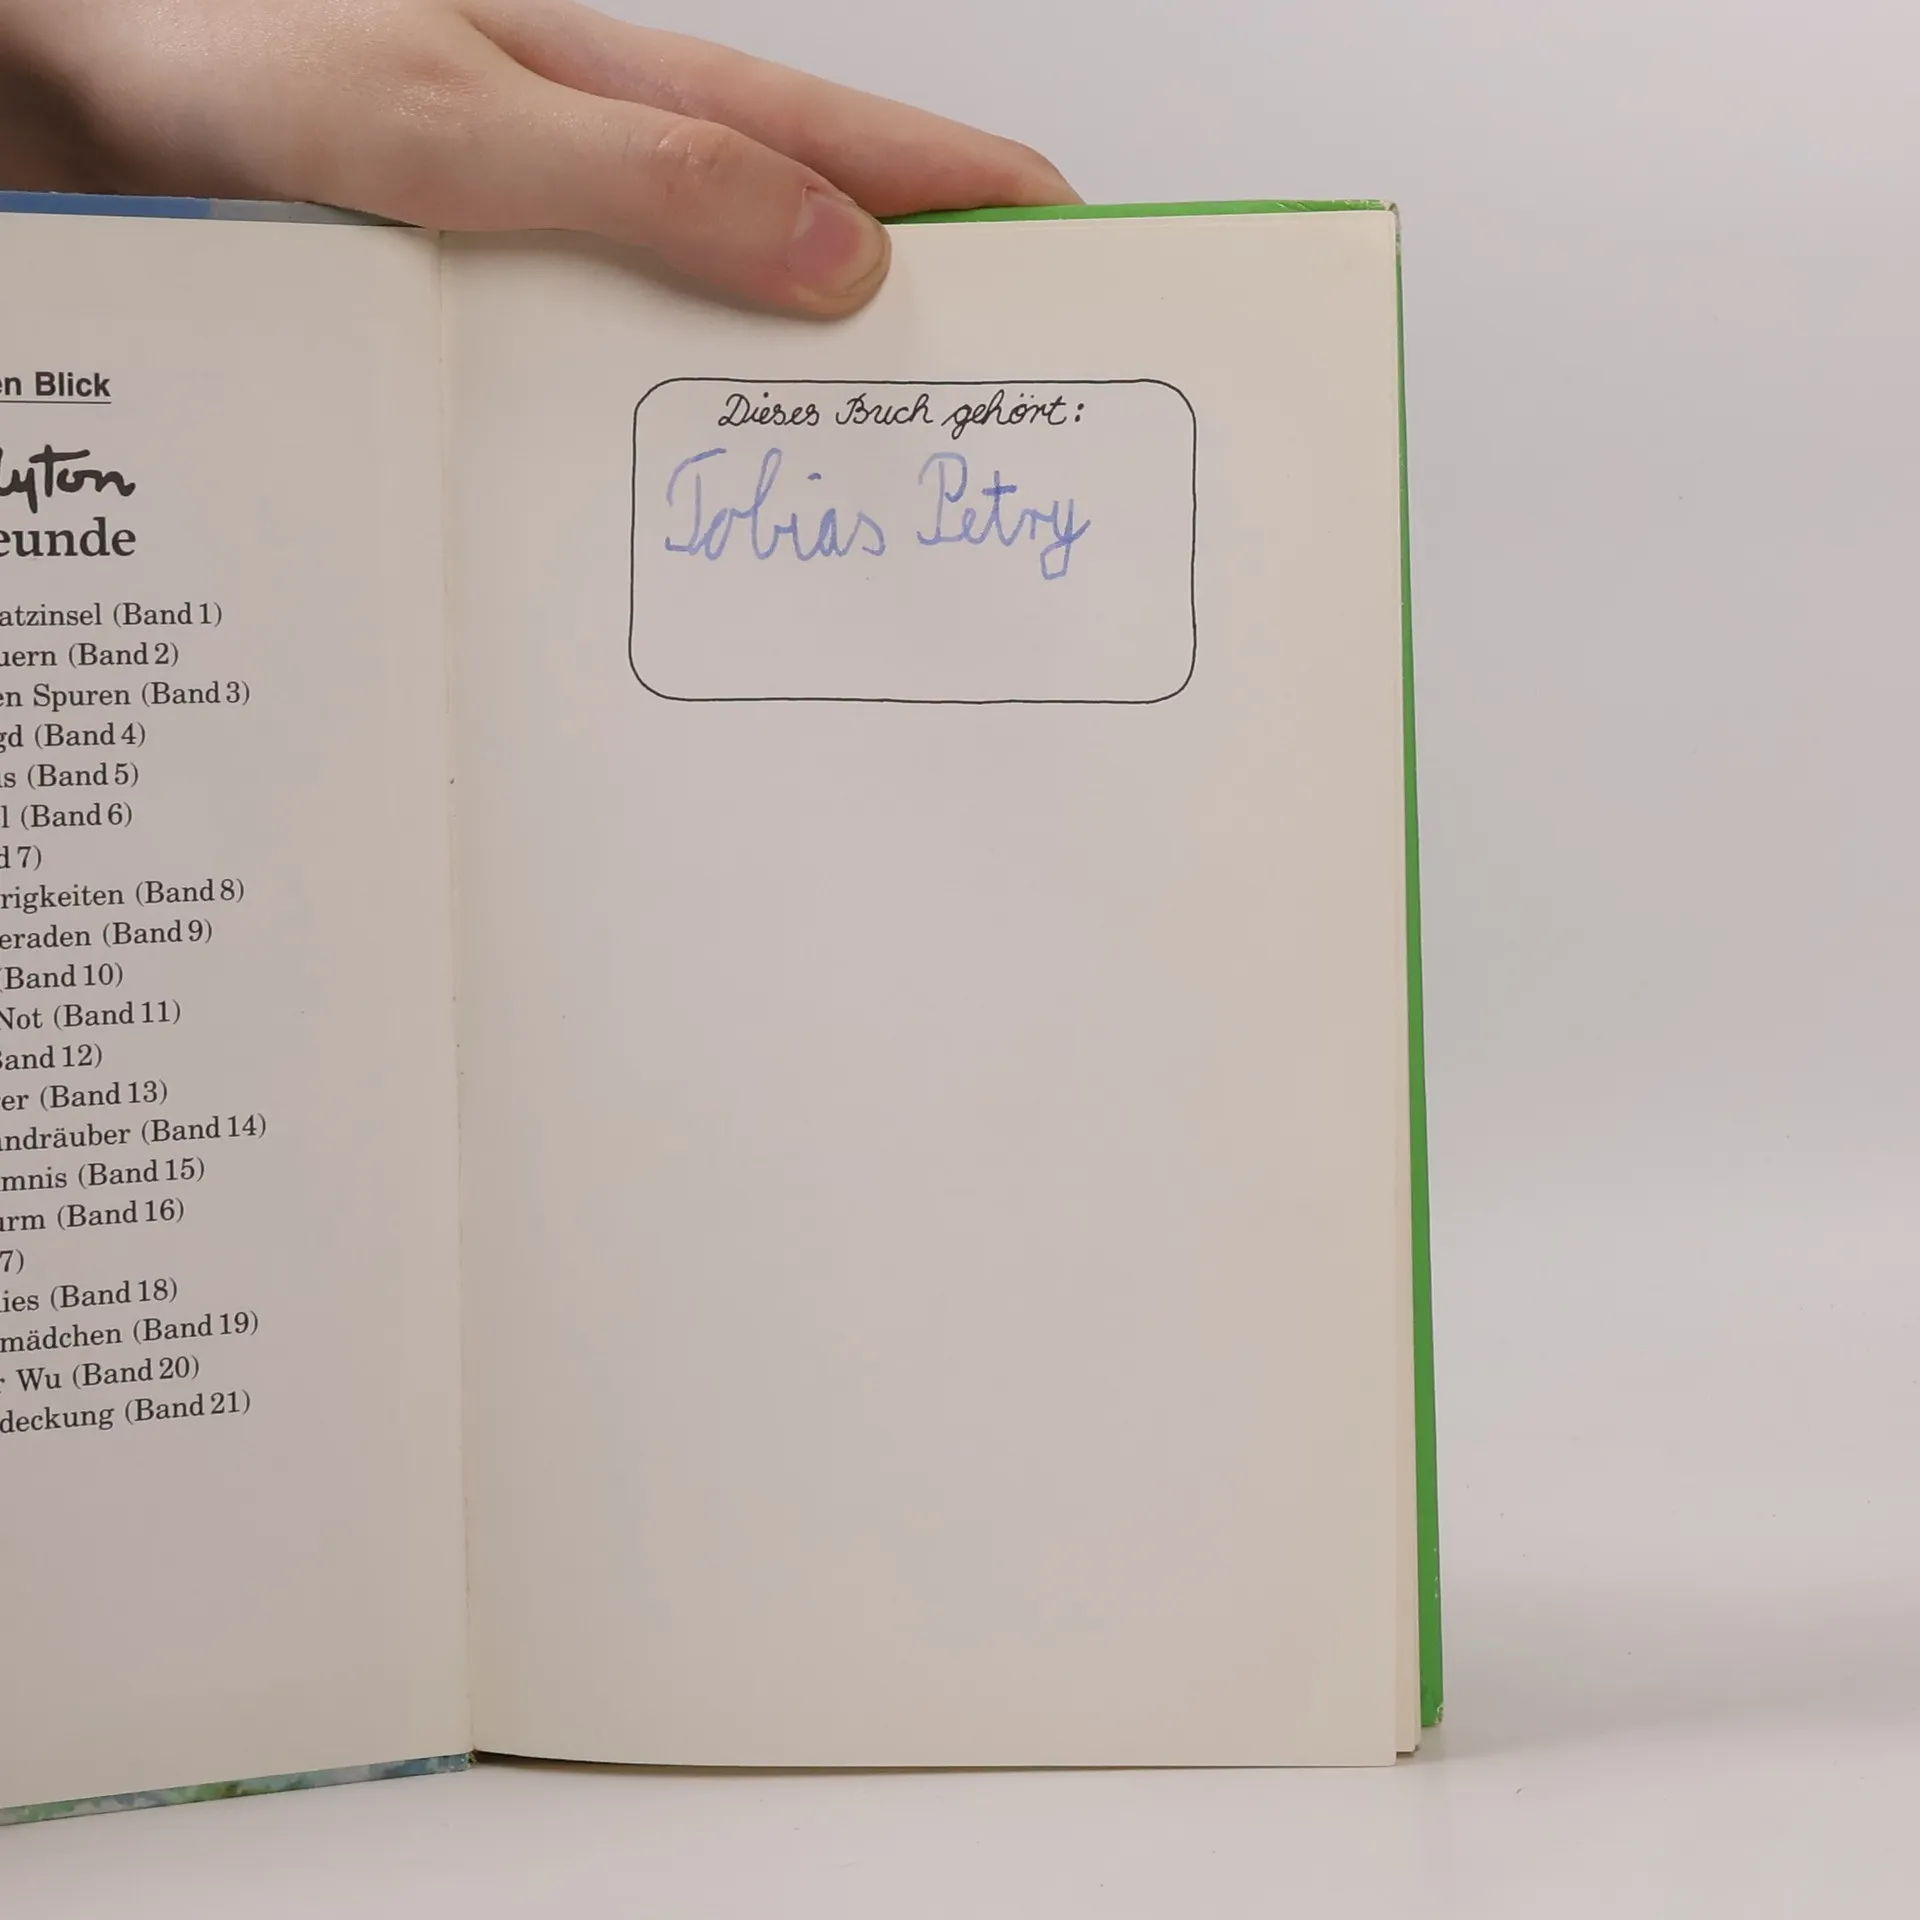 en Blick
lyton
eunde
atzinsel (Band 1)
uern (Band 2)
en Spuren (Band 3)
gd (Band 4)
us (Band 5)
l (Band 6)
d 7)
rigkeiten (Band 8)
eraden (Band 9)
(Band 10)
Not (Band 11)
Band 12)
er (Band 13)
andräuber (Band 14)
mnis (Band 15)
urm (Band 16)
7)
ies (Band 18)
mädchen (Band 19)
r Wu (Band 20)
deckung (Band 21)
Dieses Buch gehört:
Tobias Petry